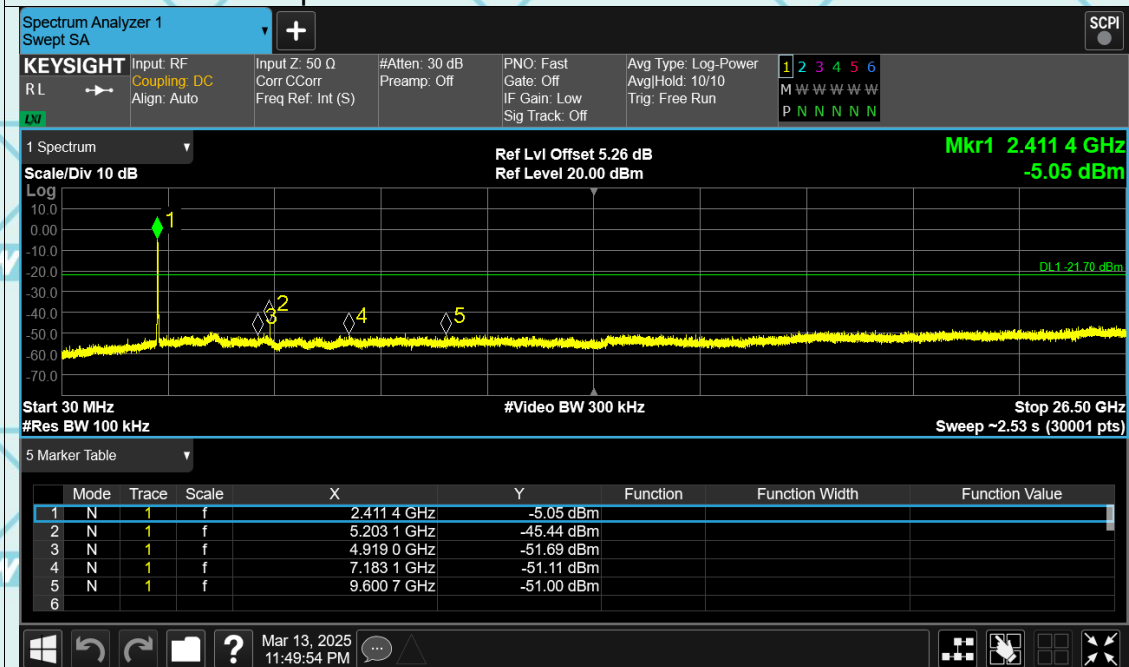 Spectrum Analyzer 1
Swept SA
+
SCPI
KEYSIGHT Input: RF Input Z: 50 Ω #Atten: 30 dB PNO: Fast Avg Type: Log-Power 1 2 3 4 5 6
RL Coupling: DC Corr CCorr Preamp: Off Gate: Off Avg|Hold: 10/10 M W W W W W W
Align: Auto Freq Ref: Int (S) IF Gain: Low Trig: Free Run
LXI Sig Track: Off P N N N N N
1 Spectrum Ref Lvl Offset 5.26 dB Mkr1 2.411 4 GHz
Scale/Div 10 dB Ref Level 20.00 dBm -5.05 dBm
Log
10.0
1
0.00
-10.0
-20.0 DL1 -21.70 dBm
-30.0
2
-40.0 3 4 5
-50.0
-60.0
-70.0
Start 30 MHz #Video BW 300 kHz Stop 26.50 GHz
#Res BW 100 kHz Sweep ~2.53 s (30001 pts)
5 Marker Table
Mode Trace Scale X Y Function Function Width Function Value
1 N 1 f 2.411 4 GHz -5.05 dBm
2 N 1 f 5.203 1 GHz -45.44 dBm
3 N 1 f 4.919 0 GHz -51.69 dBm
4 N 1 f 7.183 1 GHz -51.11 dBm
5 N 1 f 9.600 7 GHz -51.00 dBm
6
? Mar 13, 2025
11:49:54 PM